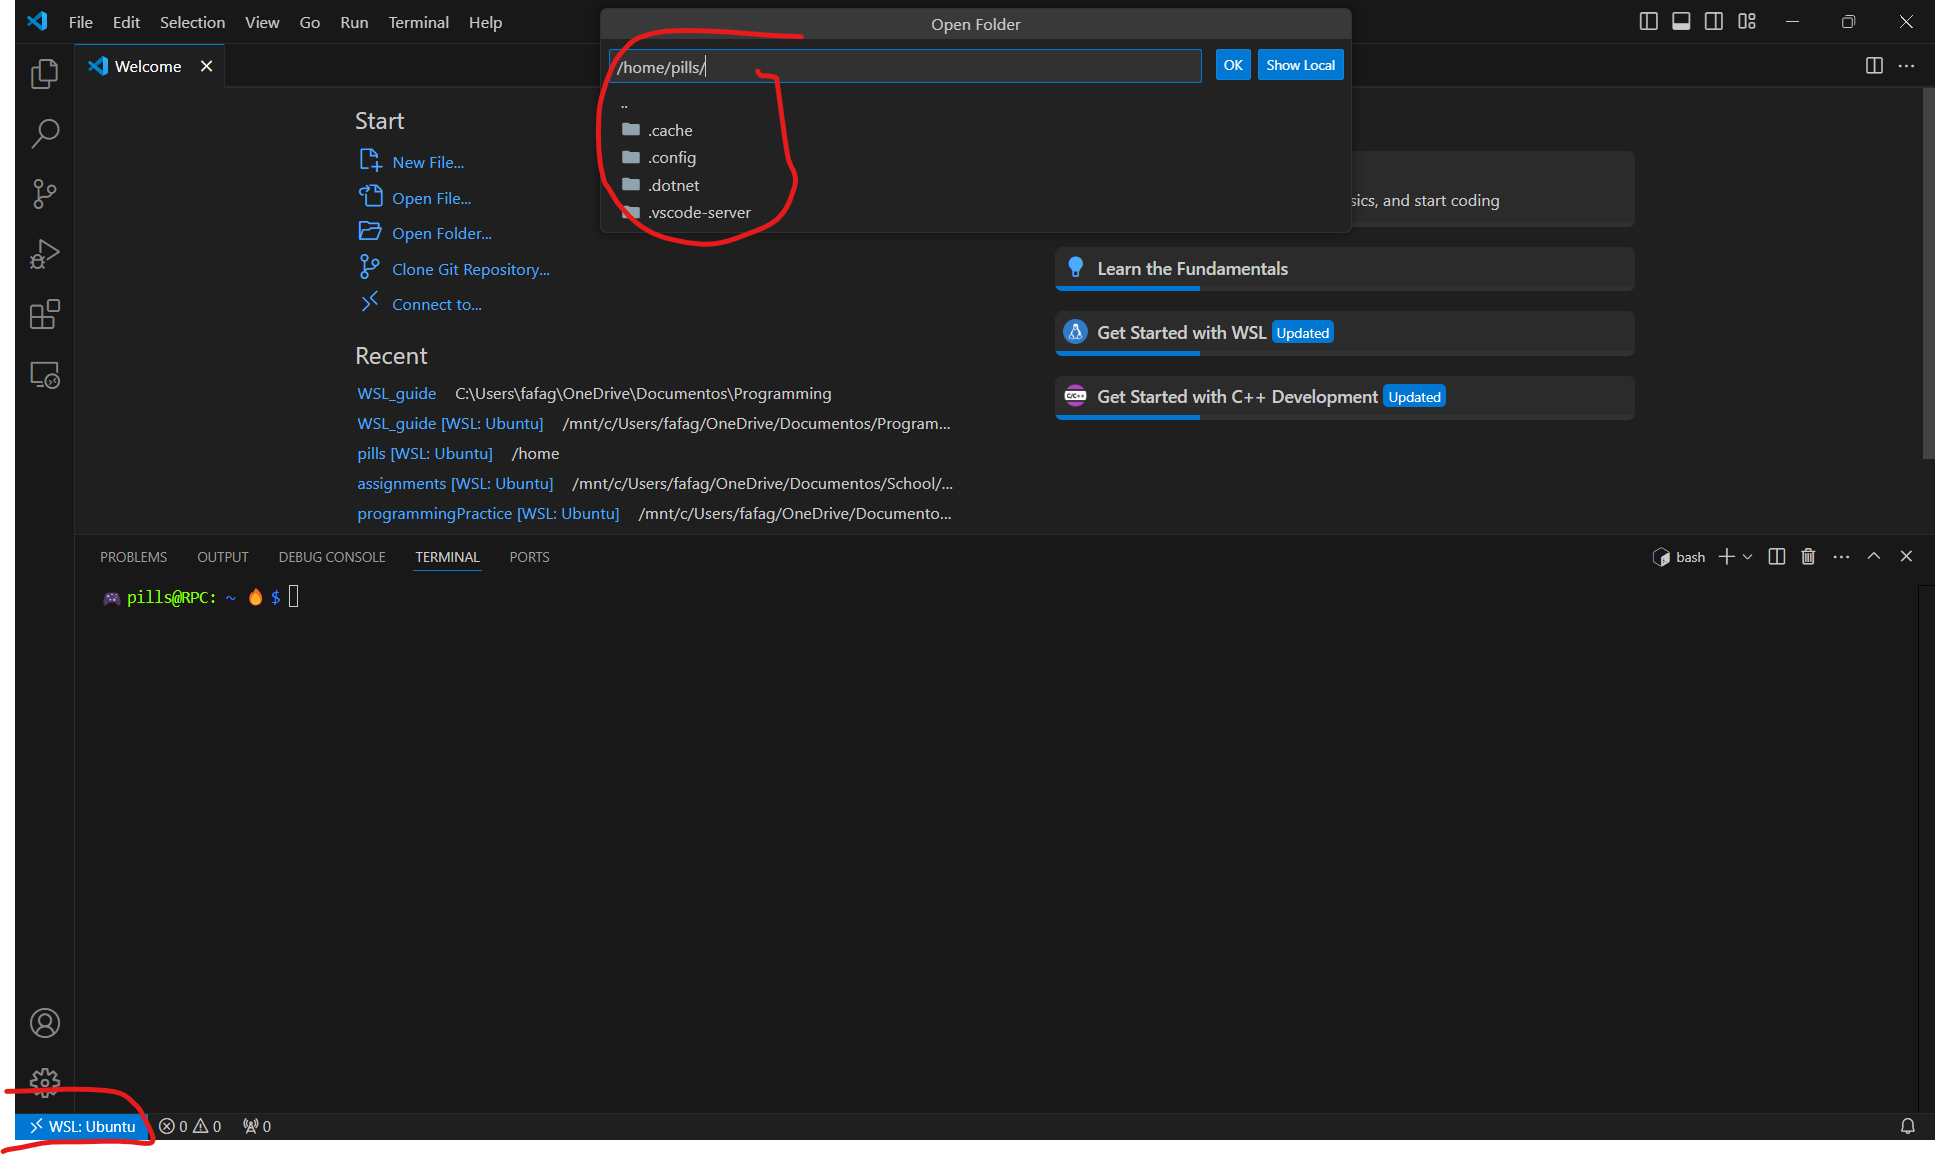 File Edit Selection View Go Run Terminal Help
Open Folder
Welcome
/home/pills/
OK Show Local
..
.cache
.config
.dotnet
.vscode-server
Start
New File...
Open File...
Open Folder...
Clone Git Repository...
Connect to...
Recent
WSL_guide C:\Users\fafag\OneDrive\Documentos\Programming
WSL_guide [WSL: Ubuntu] /mnt/c/Users/fafag/OneDrive/Documentos/Program...
pills [WSL: Ubuntu] /home
assignments [WSL: Ubuntu] /mnt/c/Users/fafag/OneDrive/Documentos/School/...
programmingPractice [WSL: Ubuntu] /mnt/c/Users/fafag/OneDrive/Documento...
sics, and start coding
Learn the Fundamentals
Get Started with WSL Updated
C/C++
Get Started with C++ Development Updated
PROBLEMS OUTPUT DEBUG CONSOLE TERMINAL PORTS
bash
🎮 pills@RPC: ~ 🔥 $
WSL: Ubuntu 0 0 0